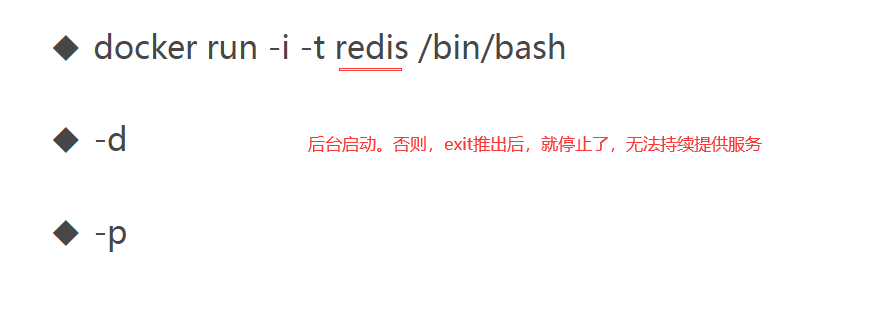 ◆ docker run -i -t redis /bin/bash
◆ -d 后台启动。否则，exit推出后，就停止了，无法持续提供服务
◆ -p